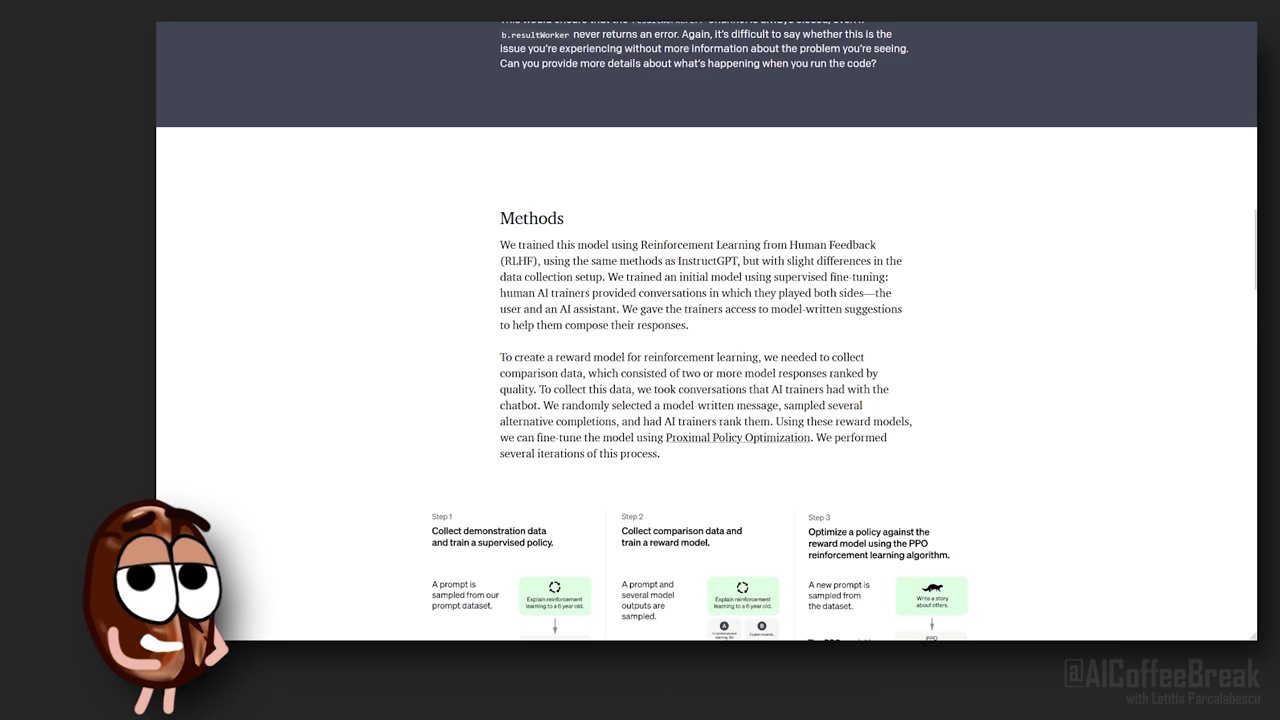 b.resultWorker never returns an error. Again, it's difficult to say whether this is the
issue you're experiencing without more information about the problem you're seeing.
Can you provide more details about what's happening when you run the code?
Methods
We trained this model using Reinforcement Learning from Human Feedback
(RLHF), using the same methods as InstructGPT, but with slight differences in the
data collection setup. We trained an initial model using supervised fine-tuning:
human AI trainers provided conversations in which they played both sides—the
user and an AI assistant. We gave the trainers access to model-written suggestions
to help them compose their responses.
To create a reward model for reinforcement learning, we needed to collect
comparison data, which consisted of two or more model responses ranked by
quality. To collect this data, we took conversations that AI trainers had with the
chatbot. We randomly selected a model-written message, sampled several
alternative completions, and had AI trainers rank them. Using these reward models,
we can fine-tune the model using Proximal Policy Optimization. We performed
several iterations of this process.
Step 1
Collect demonstration data
and train a supervised policy.
A prompt is
sampled from our
prompt dataset.
Explain reinforcement
learning to a 6 year old.
Step 2
Collect comparison data and
train a reward model.
A prompt and
several model
outputs are
sampled.
Explain reinforcement
learning to a 6 year old.
A
B
Step 3
Optimize a policy against the
reward model using the PPO
reinforcement learning algorithm.
A new prompt is
sampled from
the dataset.
Write a story
about otters.
PPO
@AICoffeeBreak
with Letitia Parcalabescu